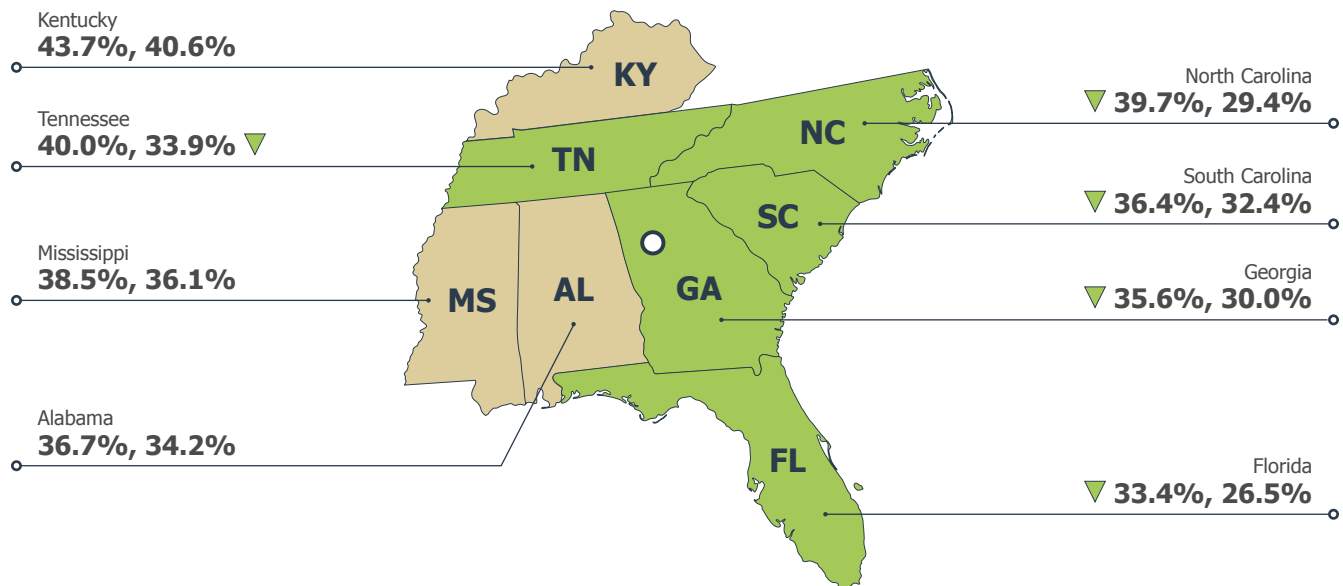 Kentucky
43.7%, 40.6%
Tennessee
40.0%, 33.9%
Mississippi
38.5%, 36.1%
Alabama
36.7%, 34.2%
KY
TN
NC
SC
MS
AL
GA
FL
North Carolina
39.7%, 29.4%
South Carolina
36.4%, 32.4%
Georgia
35.6%, 30.0%
Florida
33.4%, 26.5%